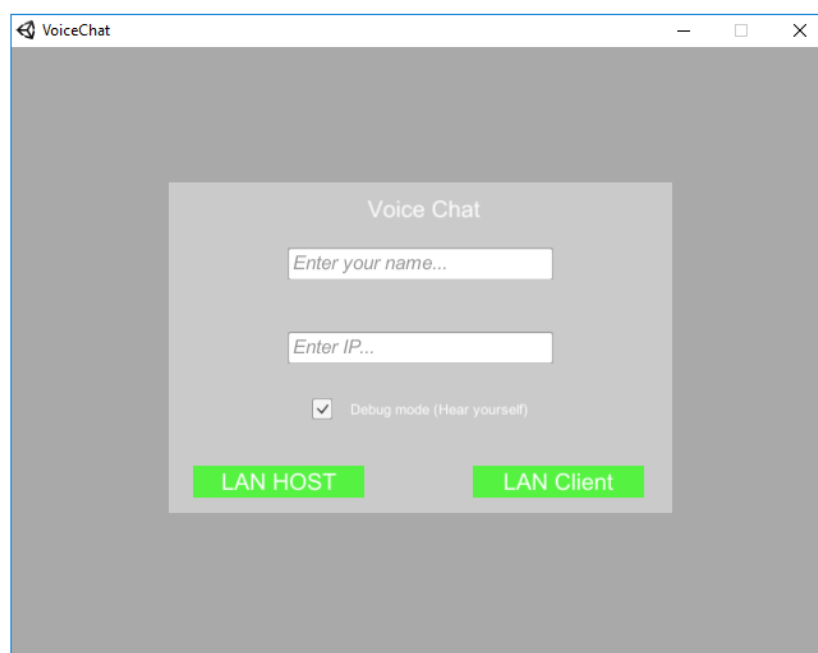 VoiceChat
Voice Chat
Enter your name...
Enter IP...
Debug mode (Hear yourself)
LAN HOST
LAN Client